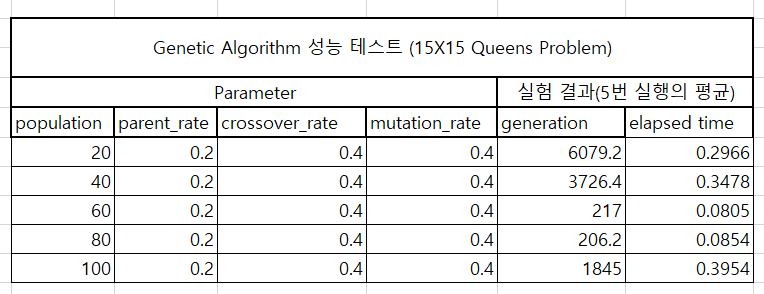 Genetic Algorithm 성능 테스트 (15X15 Queens Problem)
Parameter 실험 결과(5번 실행의 평균)
population parent_rate crossover_rate mutation_rate generation elapsed time
20 0.2 0.4 0.4 6079.2 0.2966
40 0.2 0.4 0.4 3726.4 0.3478
60 0.2 0.4 0.4 217 0.0805
80 0.2 0.4 0.4 206.2 0.0854
100 0.2 0.4 0.4 1845 0.3954